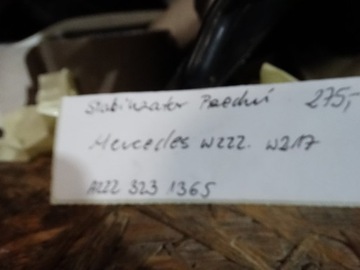 Stabilizator Przedni 275,-
Mercedes W222. W217
A222 323 1365